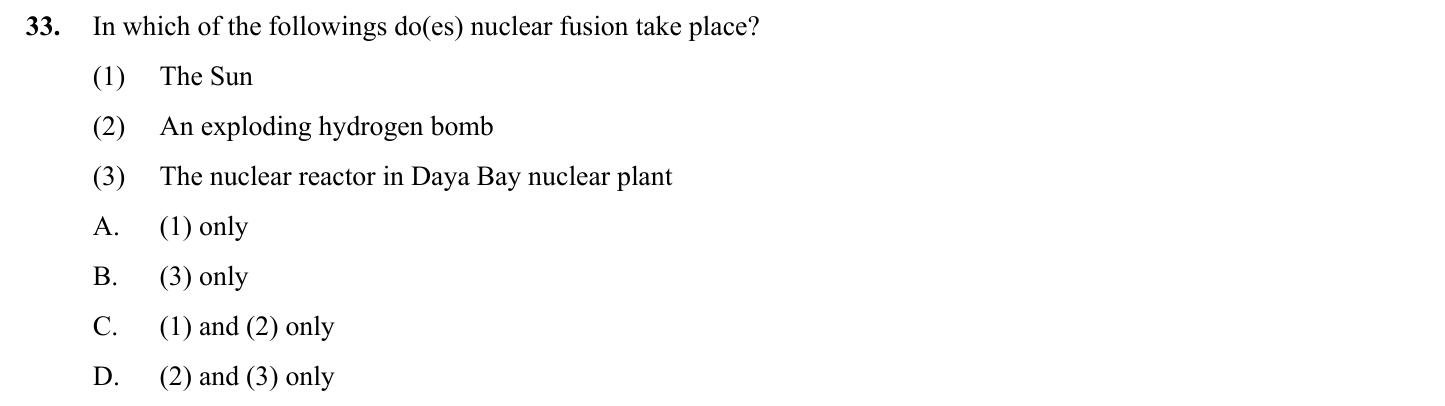 33. In which of the followings do(es) nuclear fusion take place?
(1) The Sun
(2) An exploding hydrogen bomb
(3) The nuclear reactor in Daya Bay nuclear plant
A. (1) only
B. (3) only
C. (1) and (2) only
D. (2) and (3) only